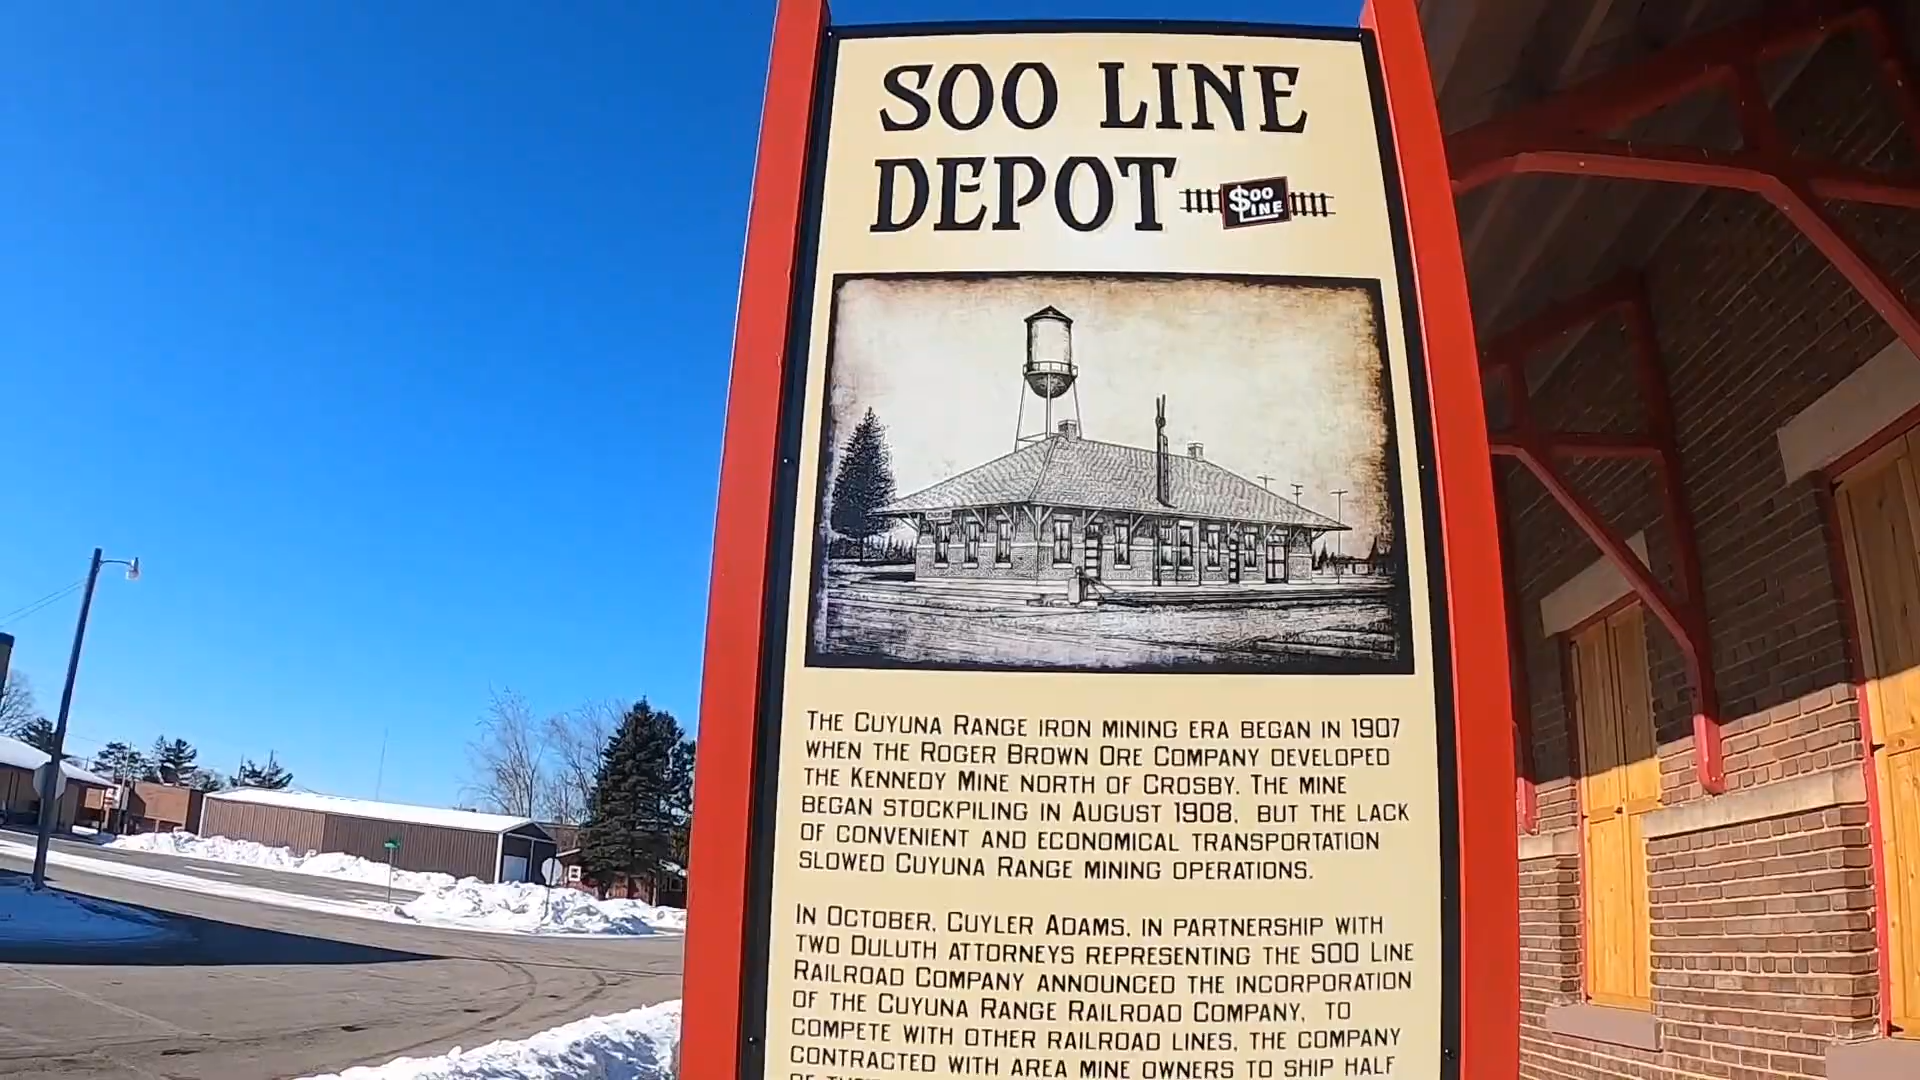 SOO LINE
DEPOT
SOO
LINE
THE CUYUNA RANGE IRON MINING ERA BEGAN IN 1907
WHEN THE ROGER BROWN ORE COMPANY DEVELOPED
THE KENNEDY MINE NORTH OF CROSBY. THE MINE
BEGAN STOCKPILING IN AUGUST 1908, BUT THE LACK
OF CONVENIENT AND ECONOMICAL TRANSPORTATION
SLOWED CUYUNA RANGE MINING OPERATIONS.
IN OCTOBER, CUYLER ADAMS, IN PARTNERSHIP WITH
TWO DULUTH ATTORNEYS REPRESENTING THE SOO LINE
RAILROAD COMPANY ANNOUNCED THE INCORPORATION
OF THE CUYUNA RANGE RAILROAD COMPANY, TO
COMPETE WITH OTHER RAILROAD LINES, THE COMPANY
CONTRACTED WITH AREA MINE OWNERS TO SHIP HALF